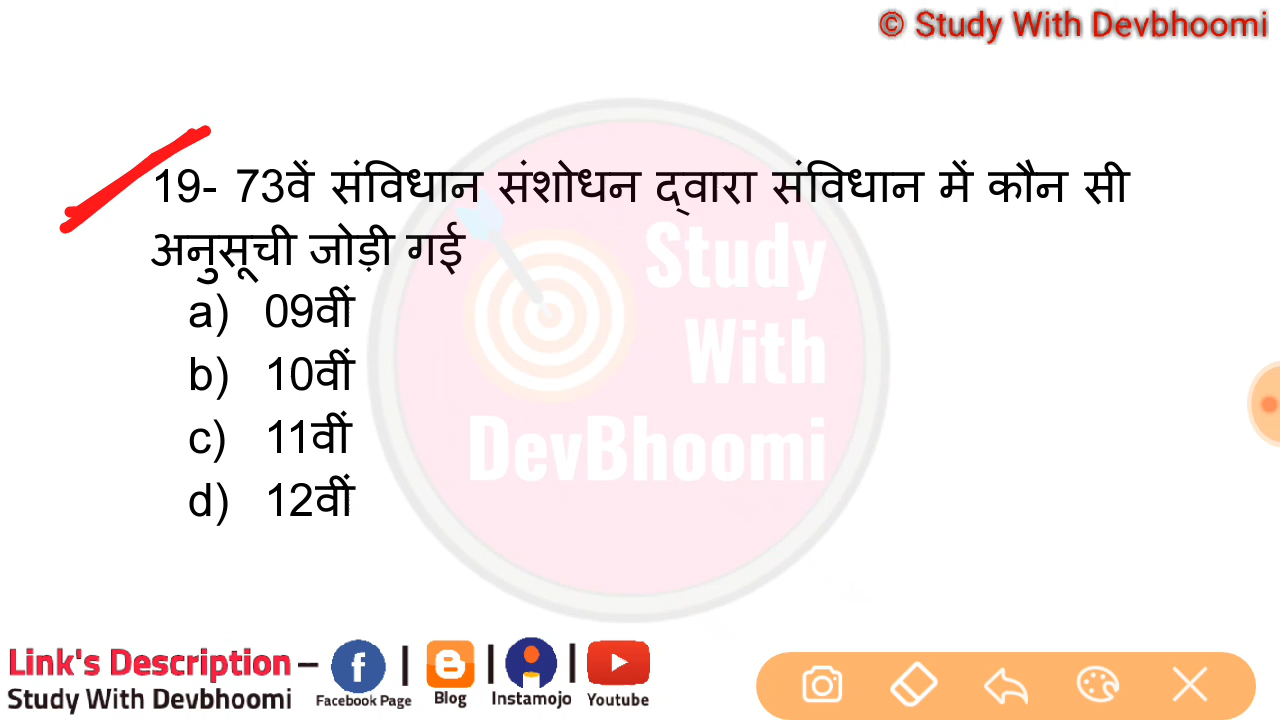 © Study With Devbhoomi
19- 73वें संविधान संशोधन द्वारा संविधान में कौन सी
अनुसूची जोड़ी गई
a) 09वीं
b) 10वीं
c) 11वीं
d) 12वीं
Study
With
DevBhoomi
Link's Description –
Study With Devbhoomi
Facebook Page
Blog
Instamojo
Youtube